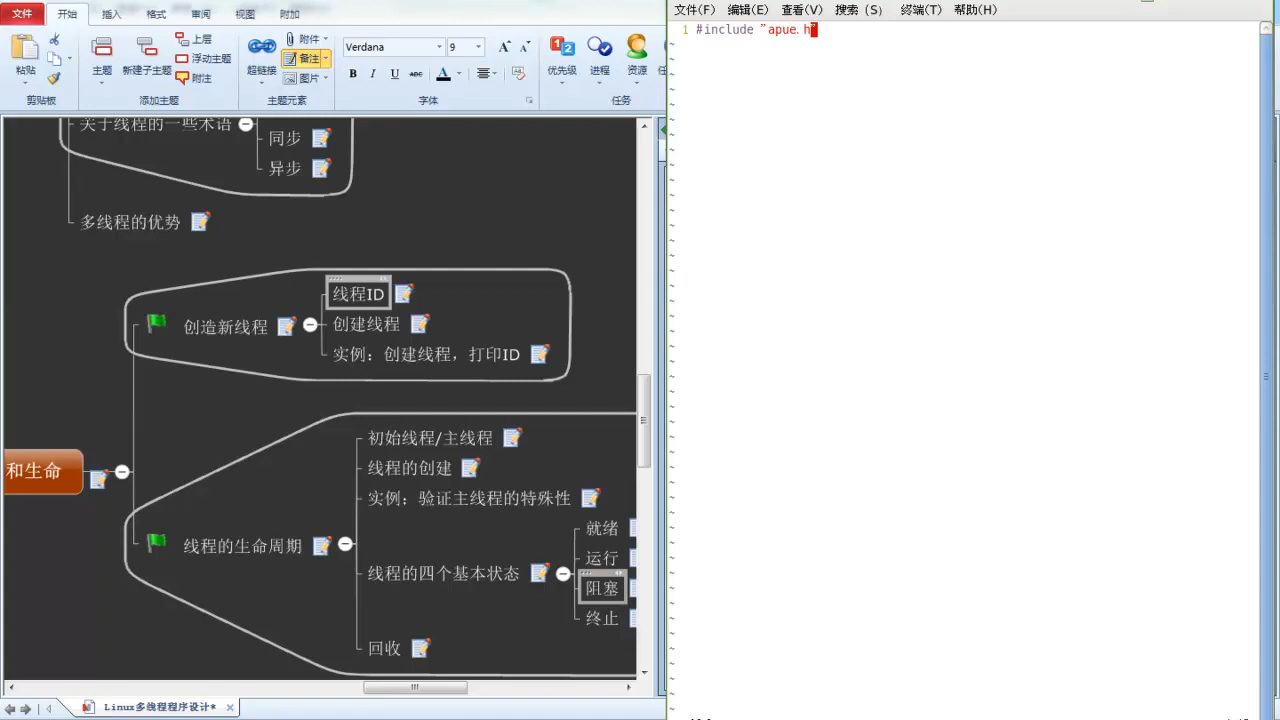 文件 开始 插入 格式 审阅 视图 附加
粘贴
剪贴板
主题 新建子主题
上层
浮动主题
附注
添加主题
超链接
附件
备注
图片
主题元素
Verdana 9
B I U abc A
字体
优先级 进程 资源
任务
关于线程的一些术语
同步
异步
多线程的优势
创造新线程
线程ID
创建线程
实例：创建线程，打印ID
和生命
线程的生命周期
初始线程/主线程
线程的创建
实例：验证主线程的特殊性
线程的四个基本状态
就绪
运行
阻塞
终止
回收
Linux多线程程序设计*
文件(F) 编辑(E) 查看(V) 搜索 (S) 终端(T) 帮助(H)
1 #include "apue.h"